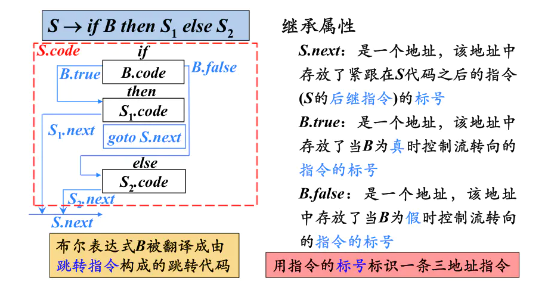 S → if B then S₁ else S₂
S.code
if
B.true
B.code
B.false
then
S₁.code
S₁.next
goto S.next
else
S₂.code
S₂.next
S.next
布尔表达式B被翻译成由
跳转指令构成的跳转代码
继承属性
S.next：是一个地址，该地址中
存放了紧跟在S代码之后的指令
(S的后继指令)的标号
B.true：是一个地址，该地址中
存放了当B为真时控制流转向的
指令的标号
B.false：是一个地址，该地址
中存放了当B为假时控制流转向
的指令的标号
用指令的标号标识一条三地址指令